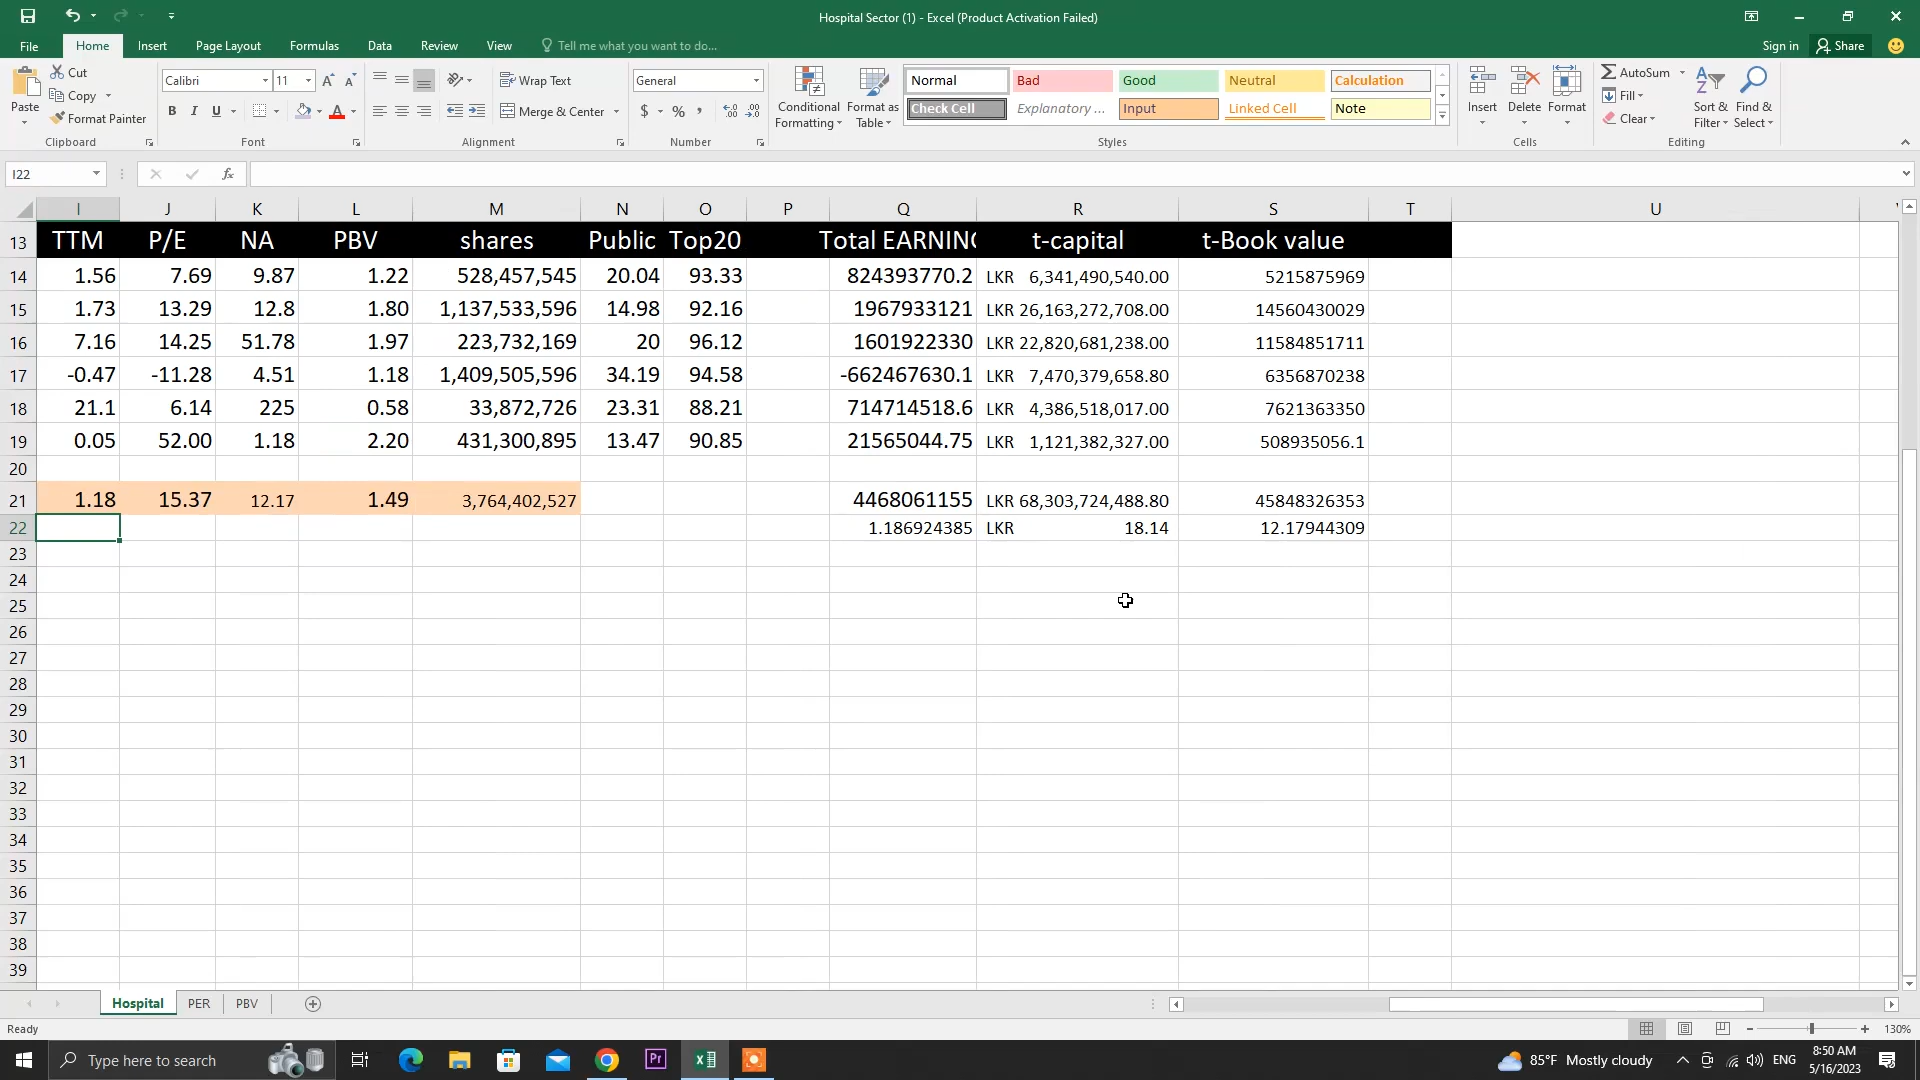 Hospital Sector (1) - Excel (Product Activation Failed)
File Home Insert Page Layout Formulas Data Review View Tell me what you want to do... Sign in Share
Paste Cut Copy Format Painter Clipboard
Calibri 11 B I U Font
Wrap Text Merge & Center Alignment
General $ % , Number
Conditional Formatting Format as Table
Normal Bad Good Neutral Calculation
Check Cell Explanatory ... Input Linked Cell Note
Styles
Insert Delete Format Cells
AutoSum Fill Clear Sort & Filter Find & Select Editing
I22 fx
I J K L M N O P Q R S T U
13 TTM P/E NA PBV shares Public Top20 Total EARNING t-capital t-Book value
14 1.56 7.69 9.87 1.22 528,457,545 20.04 93.33 824393770.2 LKR 6,341,490,540.00 5215875969
15 1.73 13.29 12.8 1.80 1,137,533,596 14.98 92.16 1967933121 LKR 26,163,272,708.00 14560430029
16 7.16 14.25 51.78 1.97 223,732,169 20 96.12 1601922330 LKR 22,820,681,238.00 11584851711
17 -0.47 -11.28 4.51 1.18 1,409,505,596 34.19 94.58 -662467630.1 LKR 7,470,379,658.80 6356870238
18 21.1 6.14 225 0.58 33,872,726 23.31 88.21 714714518.6 LKR 4,386,518,017.00 7621363350
19 0.05 52.00 1.18 2.20 431,300,895 13.47 90.85 21565044.75 LKR 1,121,382,327.00 508935056.1
20
21 1.18 15.37 12.17 1.49 3,764,402,527 4468061155 LKR 68,303,724,488.80 45848326353
22 1.186924385 LKR 18.14 12.17944309
23
24
25
26
27
28
29
30
31
32
33
34
35
36
37
38
39
Hospital PER PBV
Ready 130%
Type here to search 85°F Mostly cloudy ENG 8:50 AM
5/16/2023